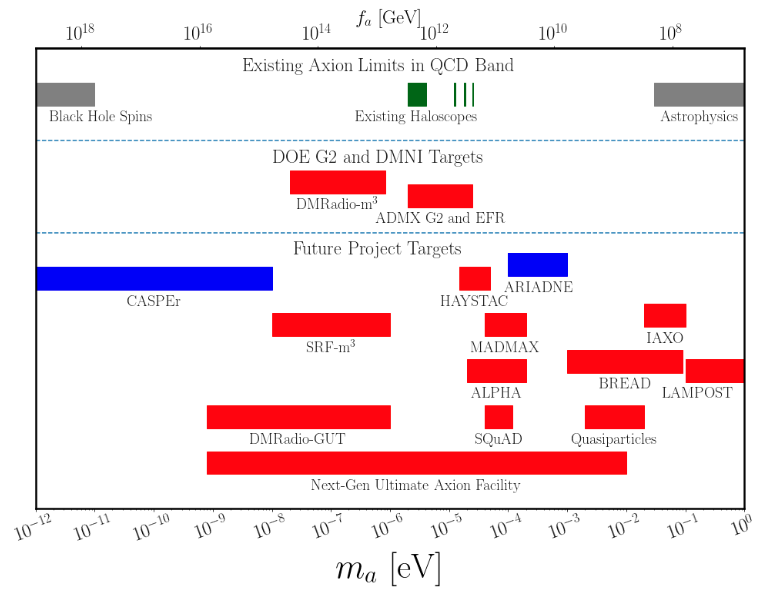 f_a [GeV]
10^18 10^16 10^14 10^12 10^10 10^8
Existing Axion Limits in QCD Band
Black Hole Spins Existing Haloscopes Astrophysics
DOE G2 and DMNI Targets
DMRadio-m^3
ADMX G2 and EFR
Future Project Targets
ARIADNE
CASPEr HAYSTAC
IAXO
SRF-m^3 MADMAX
BREAD
ALPHA LAMPOST
DMRadio-GUT SQuAD Quasiparticles
Next-Gen Ultimate Axion Facility
10^−12 10^−11 10^−10 10^−9 10^−8 10^−7 10^−6 10^−5 10^−4 10^−3 10^−2 10^−1 10^0
m_a [eV]